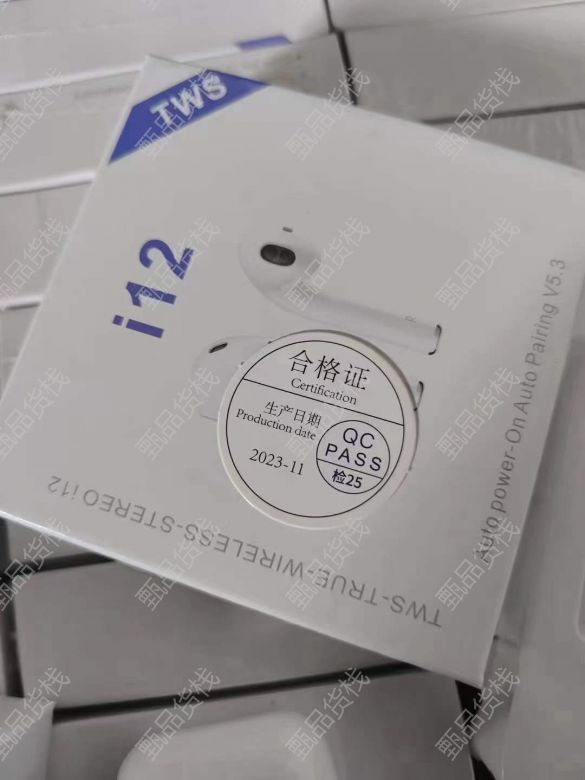 TWS
i12
Auto power-On Auto Pairing V5.3
合格证
Certification
生产日期
Production date
2023-11
QC
PASS
检25
TWS-TRUE-WIRELESS-STEREO i12
甄品货栈